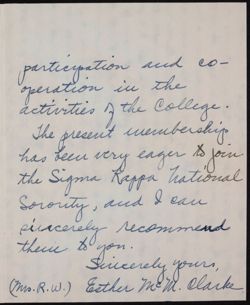 participation and co-
operation in the
activities of the College.
The present membership
has been very eager to join
the Sigma Kappa National
Sorority, and I can
sincerely recommend
them to you.
Sincerely yours,
(Mrs. R.W.) Esther McM. Clarke